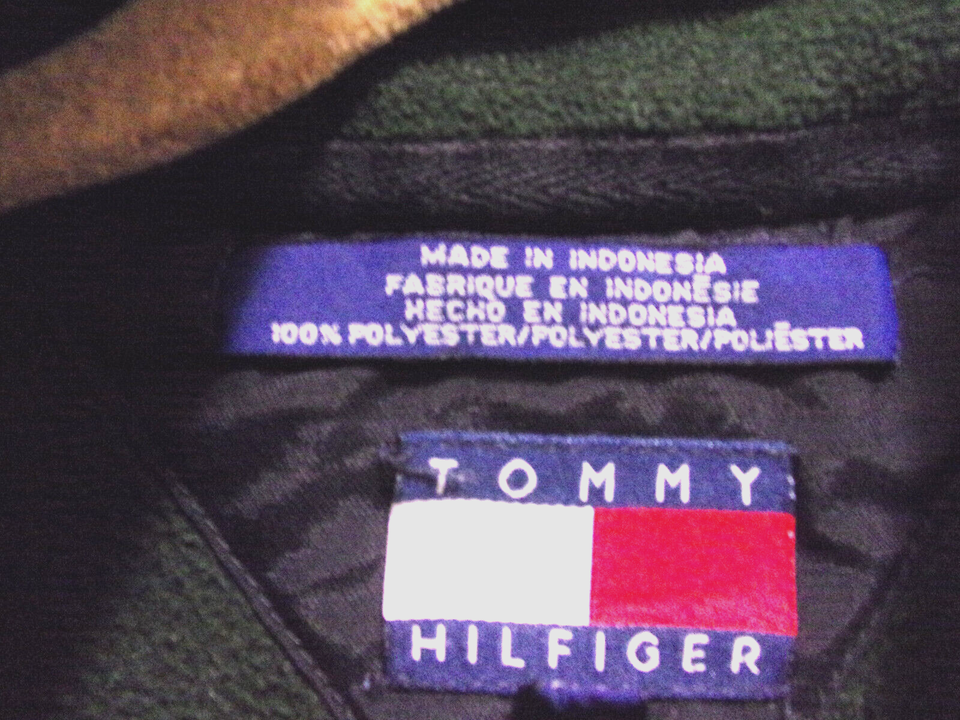 MADE IN INDONESIA
FABRIQUE EN INDONÉSIE
HECHO EN INDONESIA
100% POLYESTER/POLYESTER/POLIÉSTER
TOMMY
HILFIGER